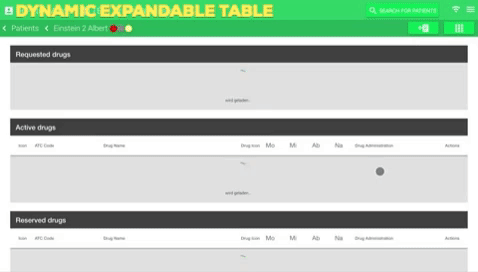 DYNAMIC EXPANDABLE TABLE
SEARCH FOR PATIENTS
Patients Einstein 2 Albert
Requested drugs
wird geladen..
Active drugs
Icon ATC Code Drug Name Drug Icon Mo Mi Ab Na Drug Administration Actions
wird geladen..
Reserved drugs
Icon ATC Code Drug Name Drug Icon Mo Mi Ab Na Drug Administration Actions